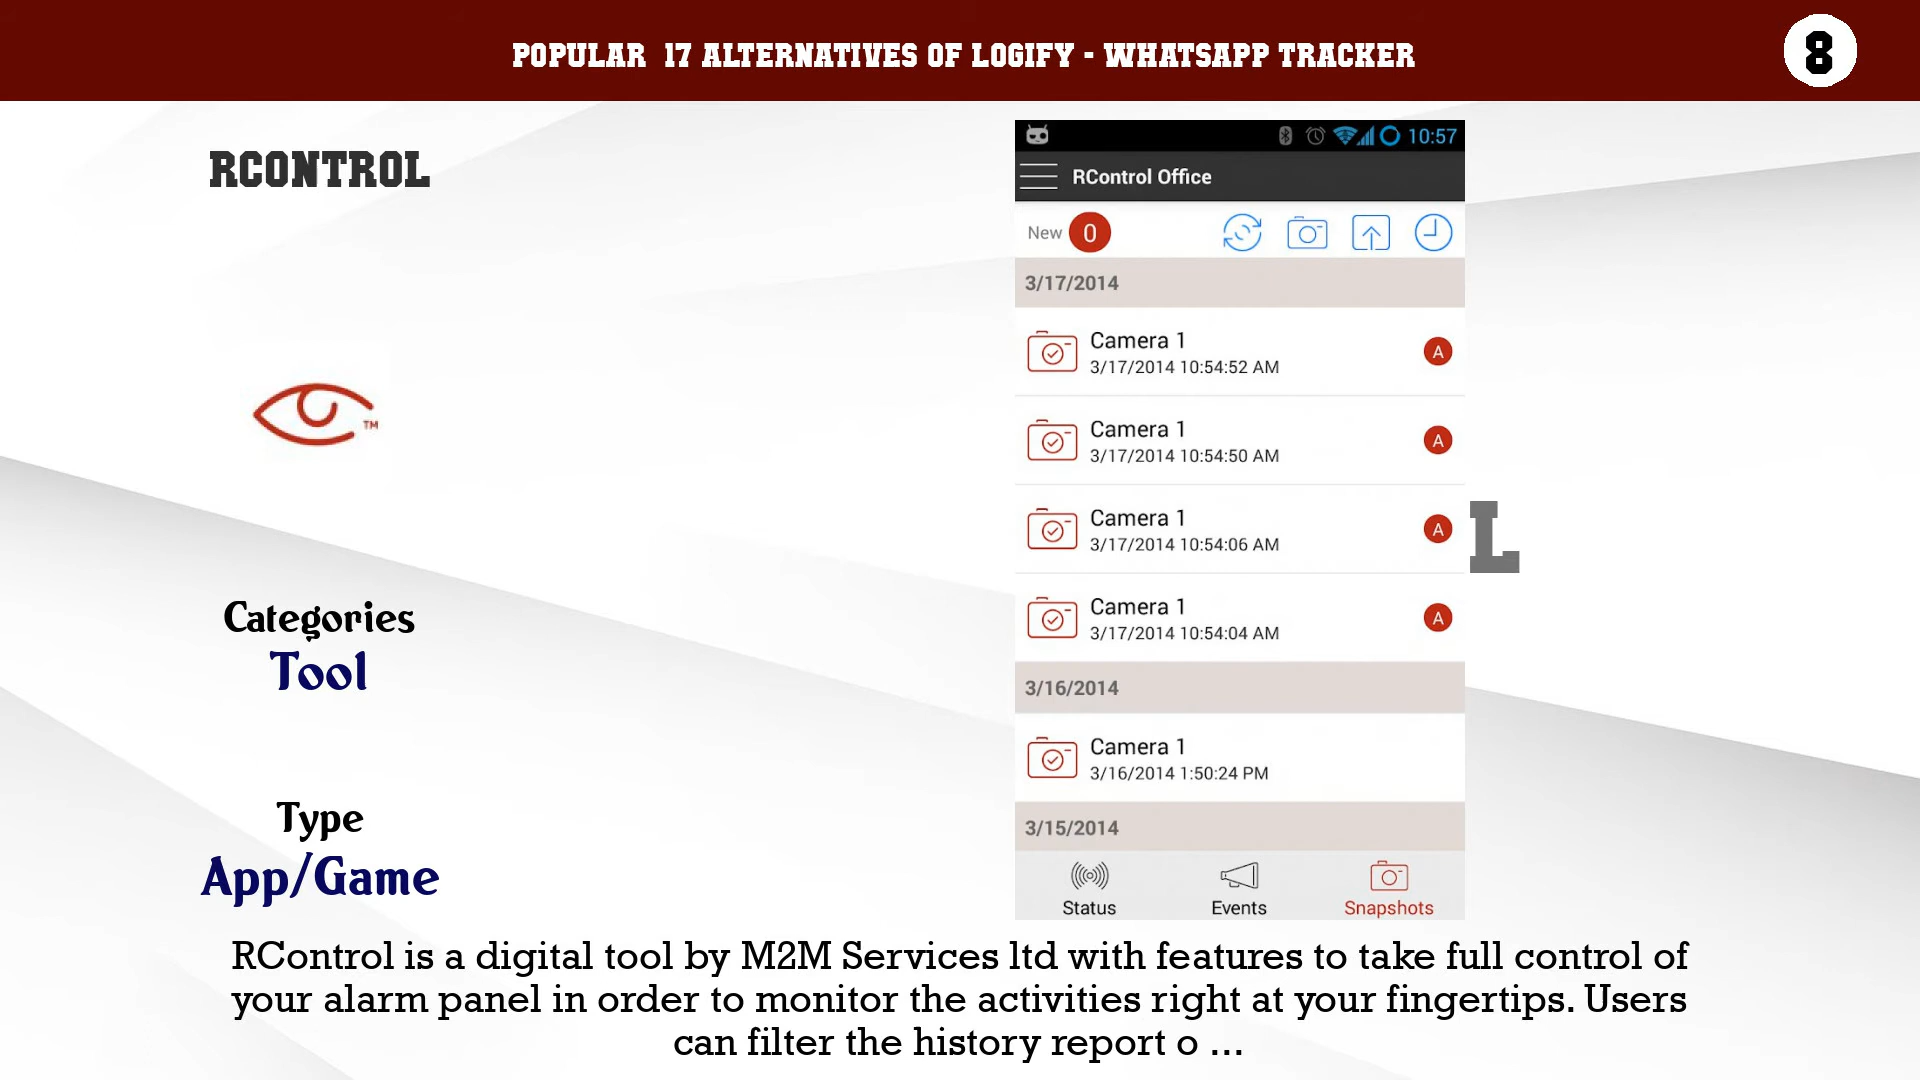 POPULAR 17 ALTERNATIVES OF LOGIFY - WHATSAPP TRACKER
8
RCONTROL
TM
Categories
Tool
Type
App/Game
10:57
RControl Office
New 0
3/17/2014
Camera 1
3/17/2014 10:54:52 AM
A
Camera 1
3/17/2014 10:54:50 AM
A
Camera 1
3/17/2014 10:54:06 AM
A
Camera 1
3/17/2014 10:54:04 AM
A
3/16/2014
Camera 1
3/16/2014 1:50:24 PM
3/15/2014
Status Events Snapshots
L
RControl is a digital tool by M2M Services ltd with features to take full control of
your alarm panel in order to monitor the activities right at your fingertips. Users
can filter the history report o ...